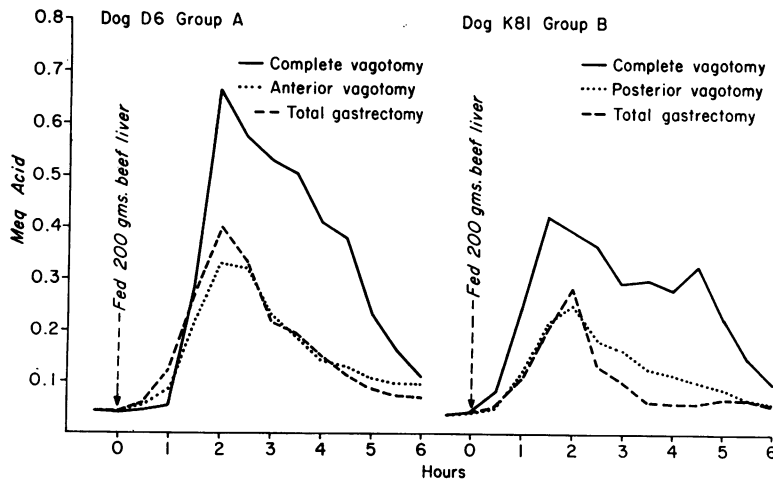 Dog D6 Group A
Dog K81 Group B
0.8
0.7
0.6
0.5
0.4
0.3
0.2
0.1
Meq Acid
Complete vagotomy
Anterior vagotomy
Total gastrectomy
Complete vagotomy
Posterior vagotomy
Total gastrectomy
Fed 200 gms. beef liver
Fed 200 gms. beef liver
0 1 2 3 4 5 6
0 1 2 3 4 5 6
Hours